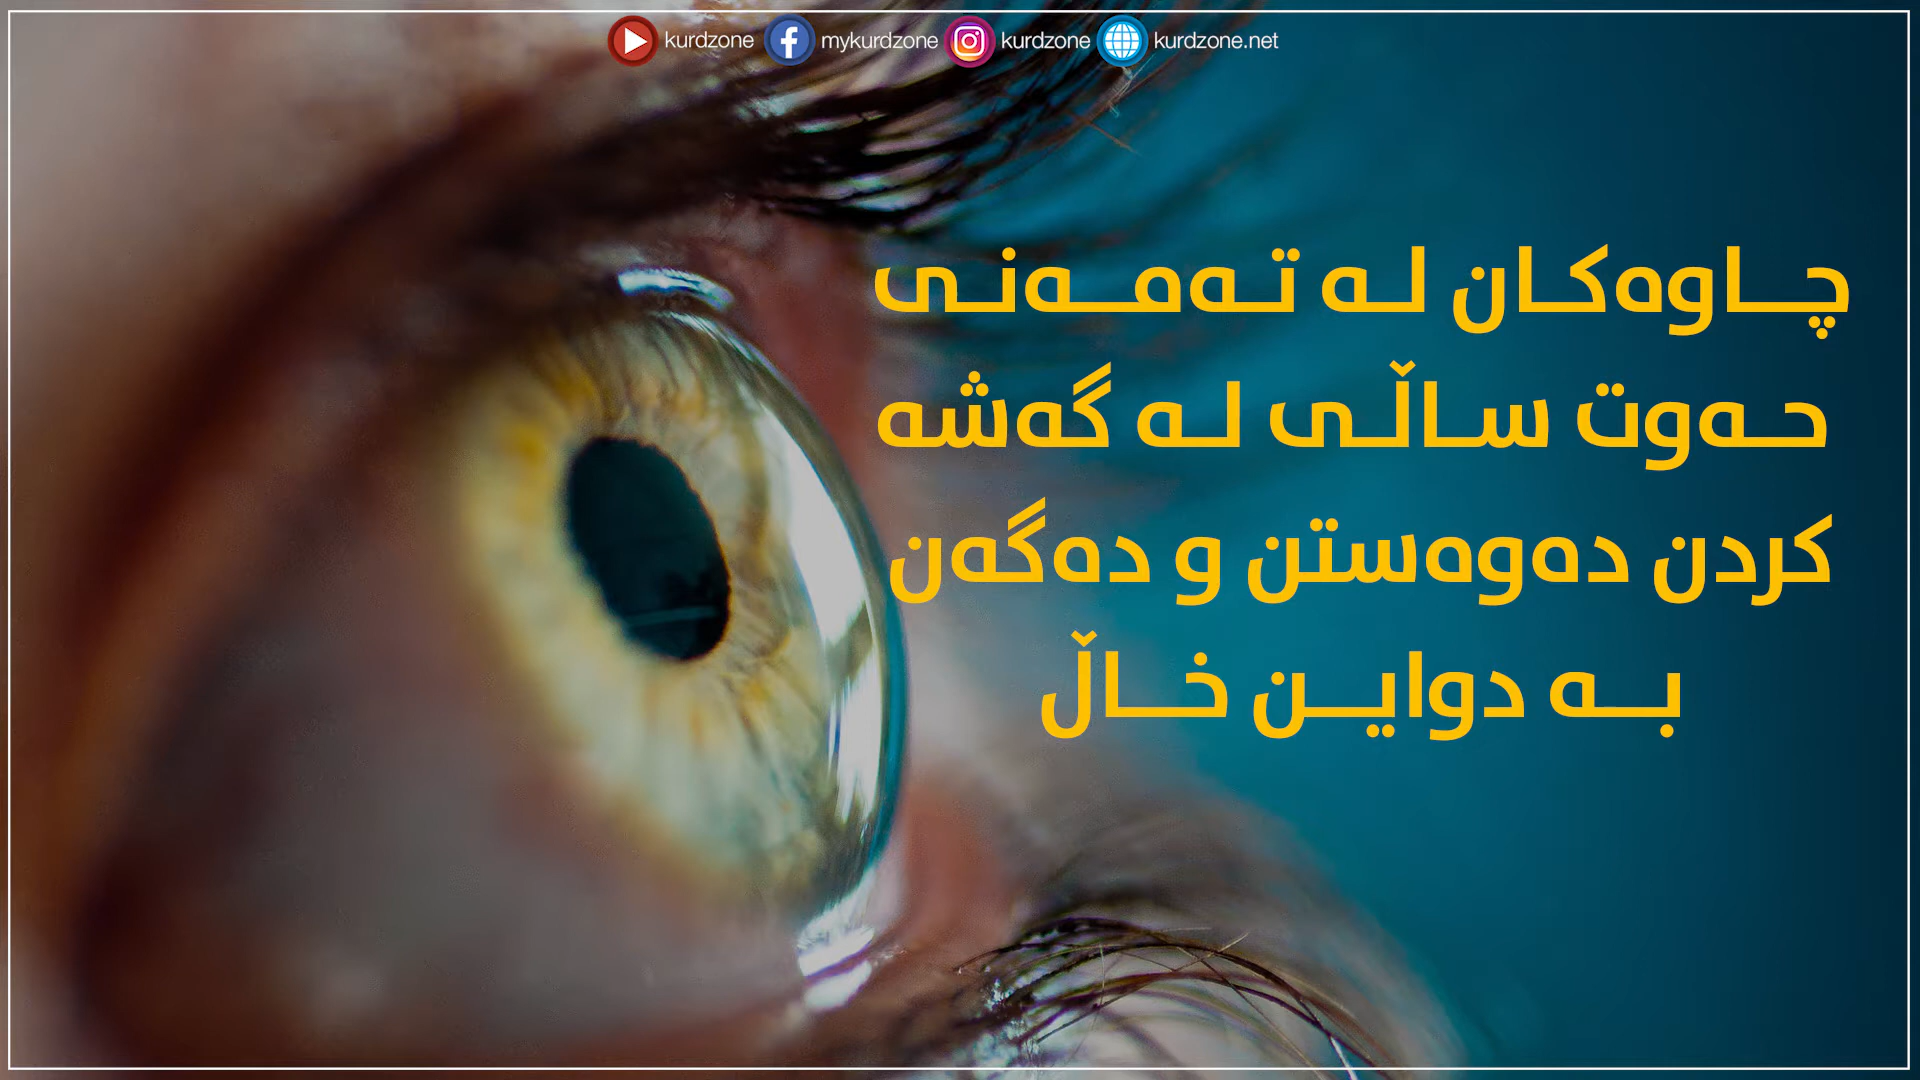 kurdzone mykurdzone kurdzone kurdzone.net
چاوەکان لە تەمەنی
حەوت ساڵی لە گەشە
کردن دەوەستن و دەگەن
بە دواین خاڵ